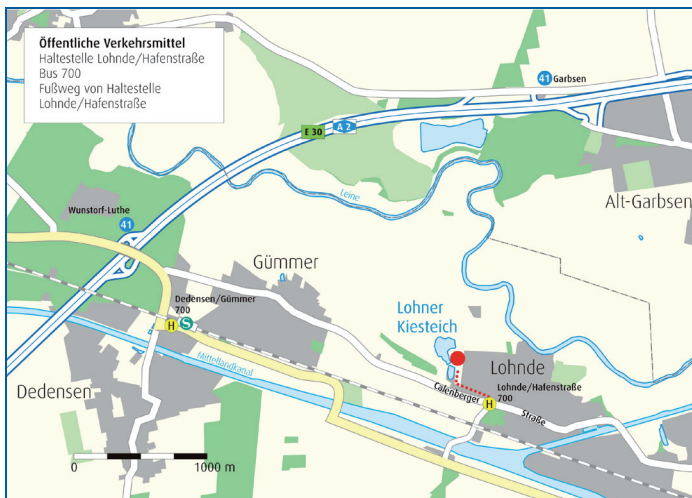 Öffentliche Verkehrsmittel
Haltestelle Lohnde/Hafenstraße
Bus 700
Fußweg von Haltestelle
Lohnde/Hafenstraße
41 Garbsen
E 30
A 2
Leine
Alt-Garbsen
Wunstorf-Luthe
41
Gümmer
Dedensen/Gümmer
700
H
S
Lohner
Kiesteich
Mittellandkanal
Lohnde
Dedensen
Calenberger
Straße
Lohnde/Hafenstraße
700
H
0
1000 m